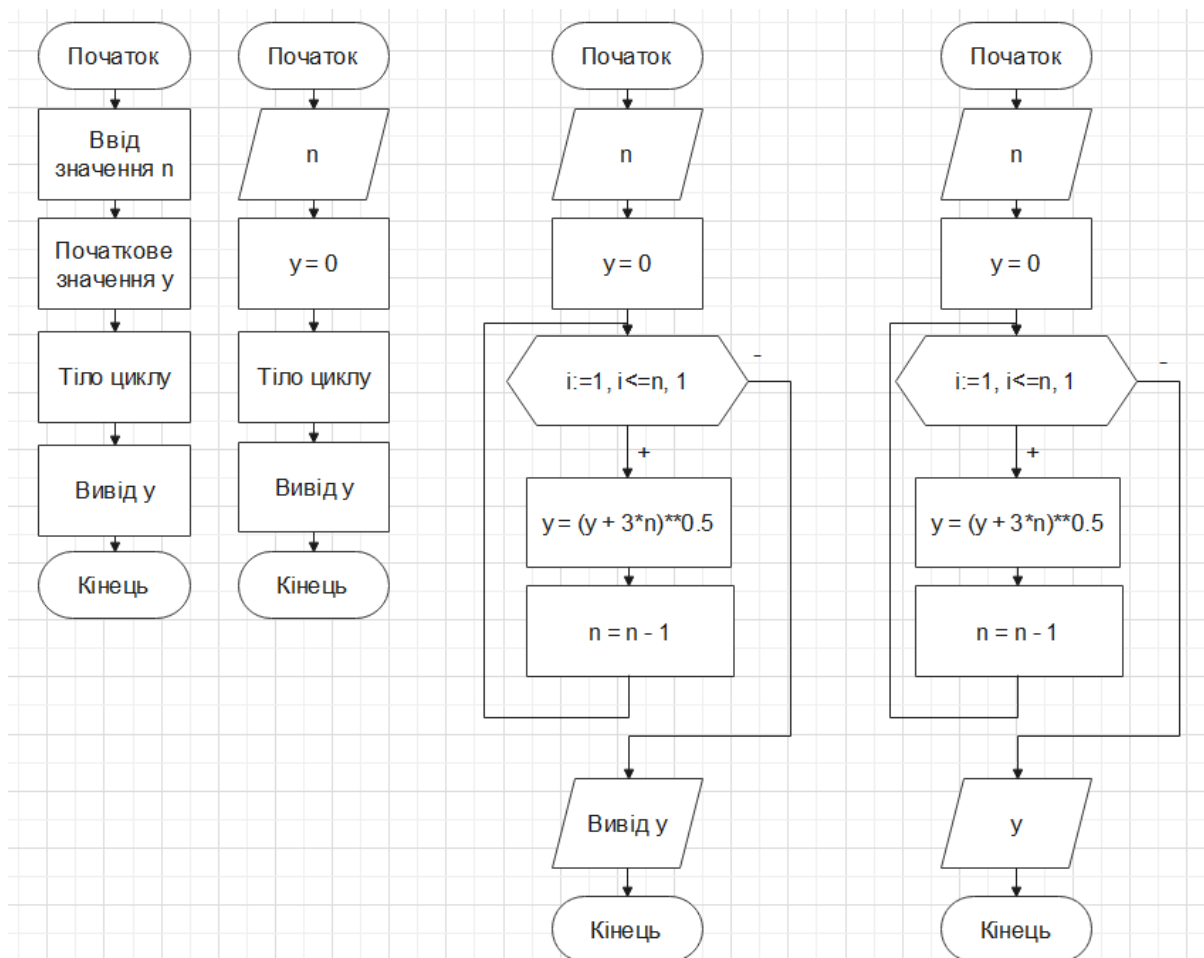 Початок
Ввід
значення n
Початкове
значення y
Тіло циклу
Вивід y
Кінець
Початок
n
y = 0
Тіло циклу
Вивід y
Кінець
Початок
n
y = 0
i:=1, i<=n, 1
-
+
y = (y + 3*n)**0.5
n = n - 1
Вивід y
Кінець
Початок
n
y = 0
i:=1, i<=n, 1
-
+
y = (y + 3*n)**0.5
n = n - 1
y
Кінець